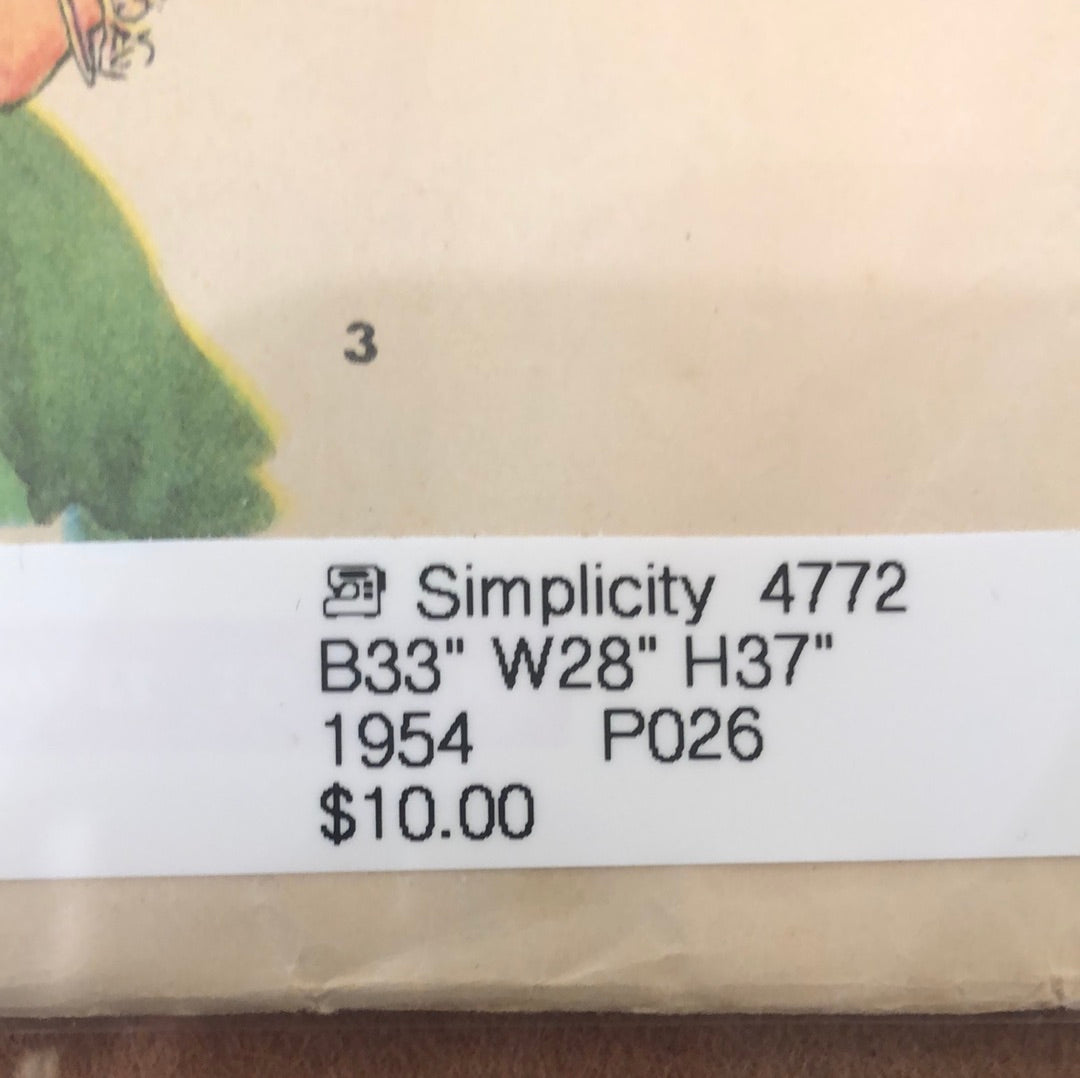 3
Simplicity 4772
B33" W28" H37"
1954 P026
$10.00